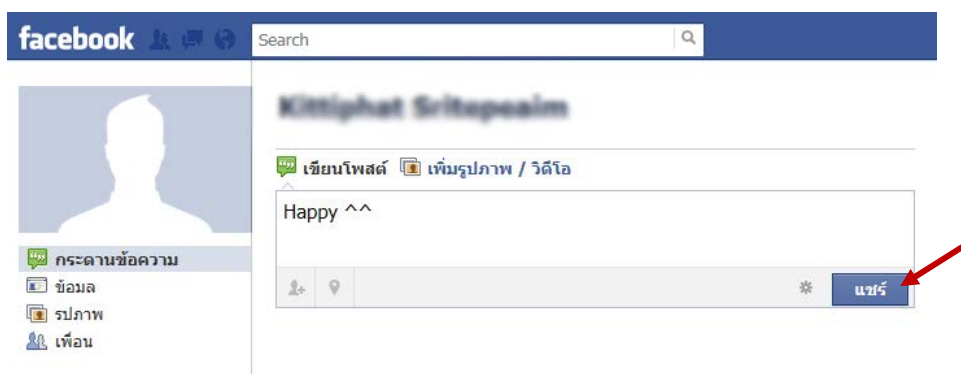 facebook
Search
เขียนโพสต์ เพิ่มรูปภาพ / วิดีโอ
Happy ^^
แชร์
กระดานข้อความ
ข้อมล
รปภาพ
เพื่อน